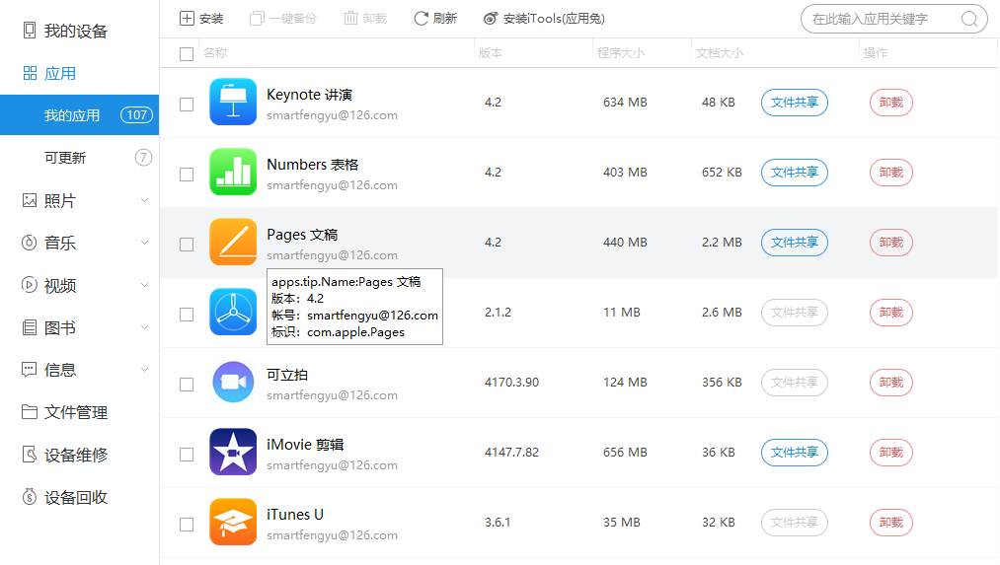 我的设备
应用
我的应用 107
可更新 7
照片
音乐
视频
图书
信息
文件管理
设备维修
设备回收
安装 一键备份 卸载 刷新 安装iTools(应用兔) 在此输入应用关键字
名称 版本 程序大小 文档大小 操作
Keynote 讲演
smartfengyu@126.com
4.2 634 MB 48 KB 文件共享 卸载
Numbers 表格
smartfengyu@126.com
4.2 403 MB 652 KB 文件共享 卸载
Pages 文稿
smartfengyu@126.com
4.2 440 MB 2.2 MB 文件共享 卸载
apps.tip.Name:Pages 文稿
版本: 4.2
帐号: smartfengyu@126.com
标识: com.apple.Pages
2.1.2 11 MB 2.6 MB 文件共享 卸载
可立拍
smartfengyu@126.com
4170.3.90 124 MB 356 KB 文件共享 卸载
iMovie 剪辑
smartfengyu@126.com
4147.7.82 656 MB 36 KB 文件共享 卸载
iTunes U
smartfengyu@126.com
3.6.1 35 MB 32 KB 文件共享 卸载